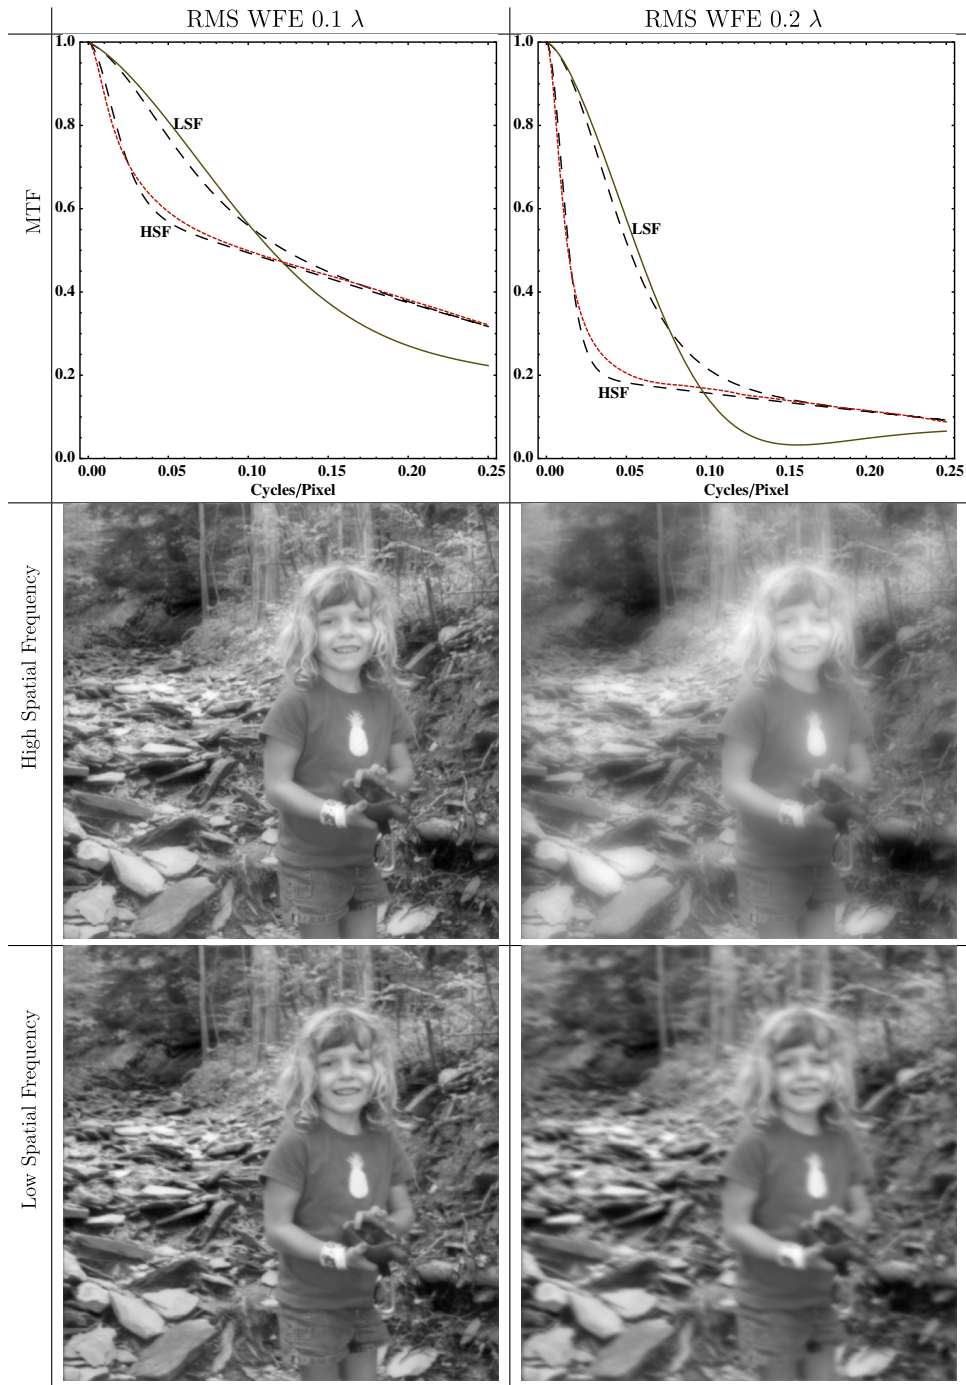 RMS WFE 0.1 λ
RMS WFE 0.2 λ
MTF
1.0
0.8
0.6
0.4
0.2
0.0
LSF
HSF
0.00 0.05 0.10 0.15 0.20 0.25
Cycles/Pixel
1.0
0.8
0.6
0.4
0.2
0.0
LSF
HSF
0.00 0.05 0.10 0.15 0.20 0.25
Cycles/Pixel
High Spatial Frequency
Low Spatial Frequency